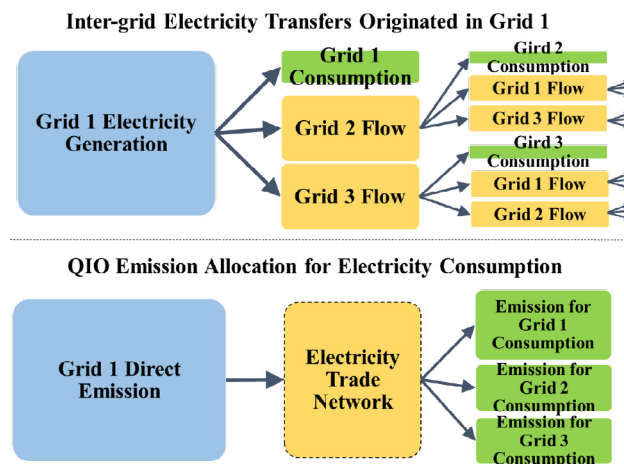 Inter-grid Electricity Transfers Originated in Grid 1
Grid 1 Electricity
Generation
Grid 1
Consumption
Grid 2 Flow
Grid 3 Flow
Gird 2
Consumption
Grid 1 Flow
Grid 3 Flow
Gird 3
Consumption
Grid 1 Flow
Grid 2 Flow
QIO Emission Allocation for Electricity Consumption
Grid 1 Direct
Emission
Electricity
Trade
Network
Emission for
Grid 1
Consumption
Emission for
Grid 2
Consumption
Emission for
Grid 3
Consumption